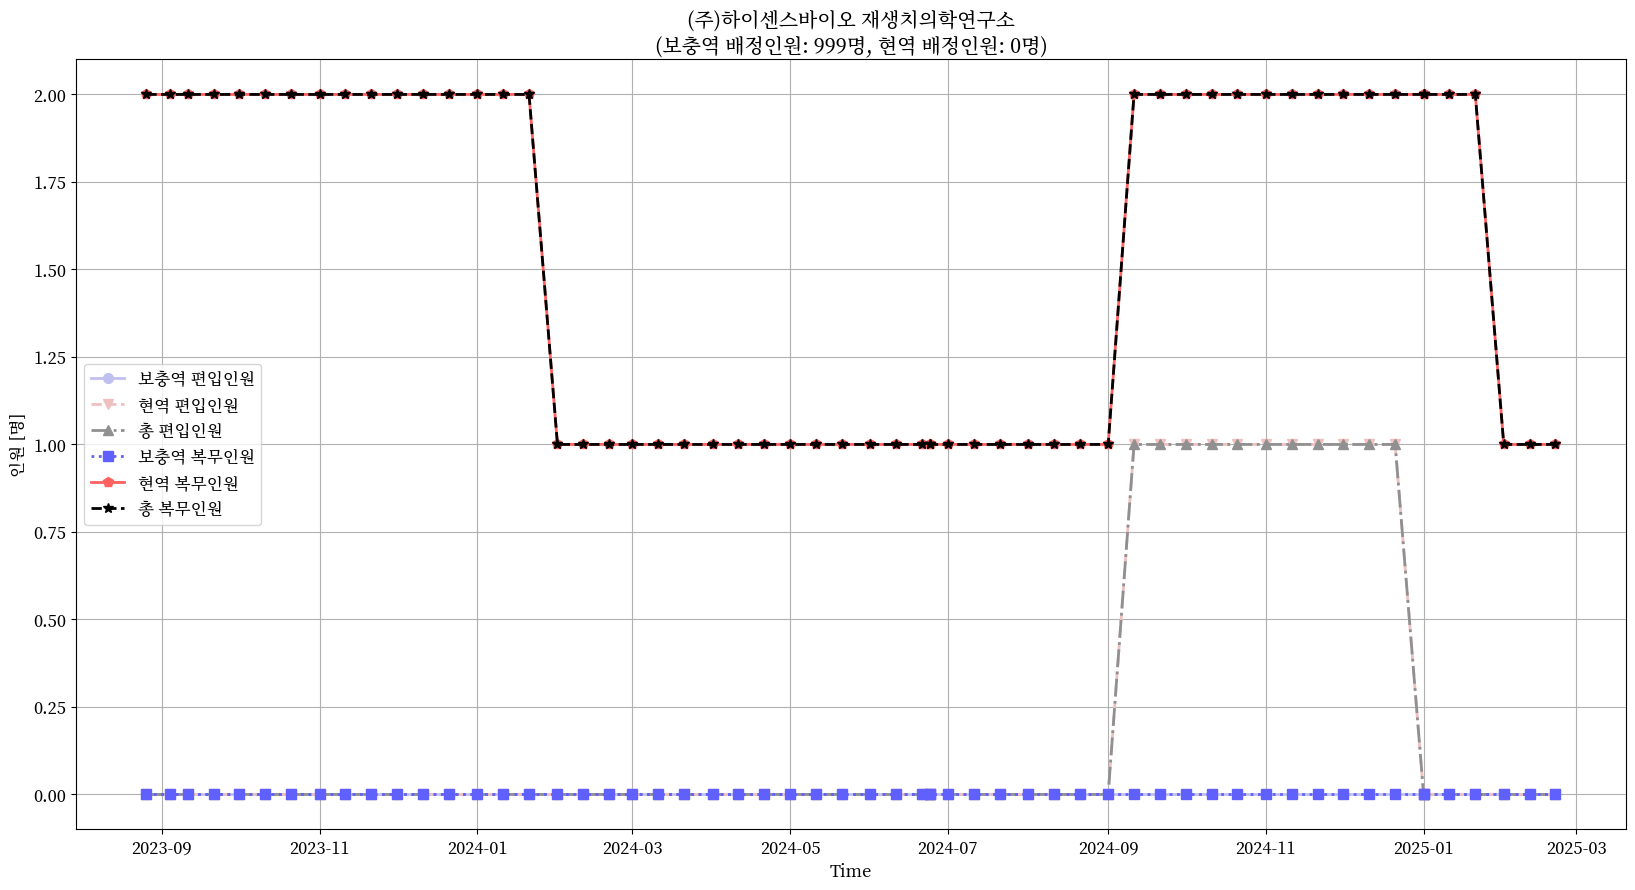 (주)하이센스바이오 재생치의학연구소
(보충역 배정인원: 999명, 현역 배정인원: 0명)
2.00
1.75
1.50
1.25
1.00
0.75
0.50
0.25
0.00
인원 [명]
보충역 편입인원
현역 편입인원
총 편입인원
보충역 복무인원
현역 복무인원
총 복무인원
2023-09
2023-11
2024-01
2024-03
2024-05
2024-07
2024-09
2024-11
2025-01
2025-03
Time